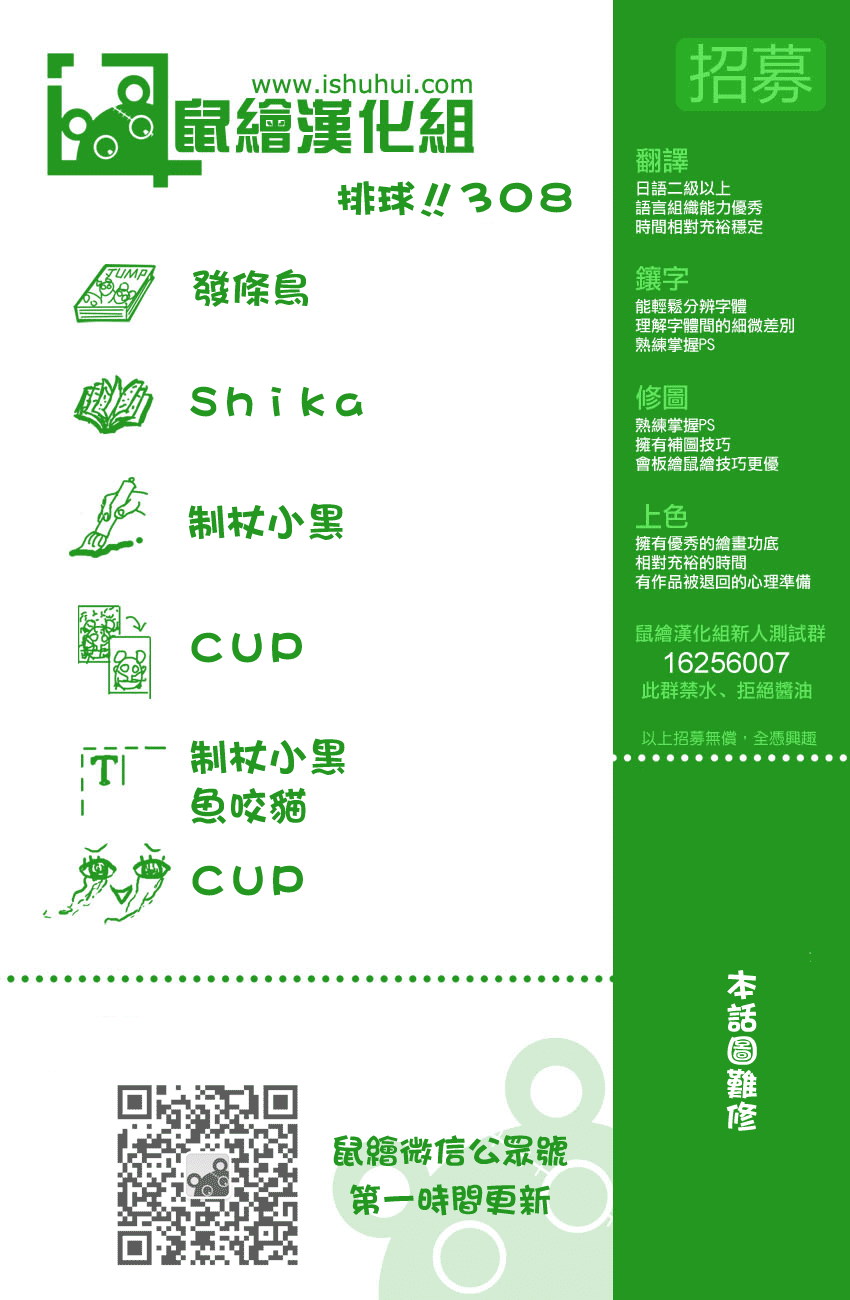 www.ishuhui.com
鼠繪漢化組
排球!!308
JUMP
發條鳥
Shika
制杖小黑
CUP
T
制杖小黑
魚咬貓
CUP
鼠繪微信公眾號
第一時間更新
招募
翻譯
日語二級以上
語言組織能力優秀
時間相對充裕穩定
鑲字
能輕鬆分辨字體
理解字體間的細微差別
熟練掌握PS
修圖
熟練掌握PS
擁有補圖技巧
會板繪鼠繪技巧更優
上色
擁有優秀的繪畫功底
相對充裕的時間
有作品被退回的心理準備
鼠繪漢化組新人測試群
16256007
此群禁水、拒絕醬油
以上招募無償，全憑興趣
本話圖難修